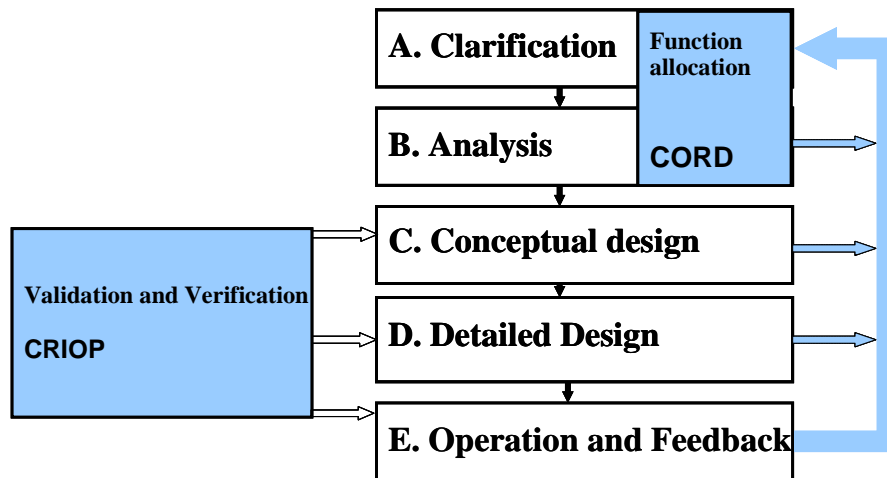 A. Clarification
Function
allocation
B. Analysis
CORD
C. Conceptual design
Validation and Verification
CRIOP
D. Detailed Design
E. Operation and Feedback